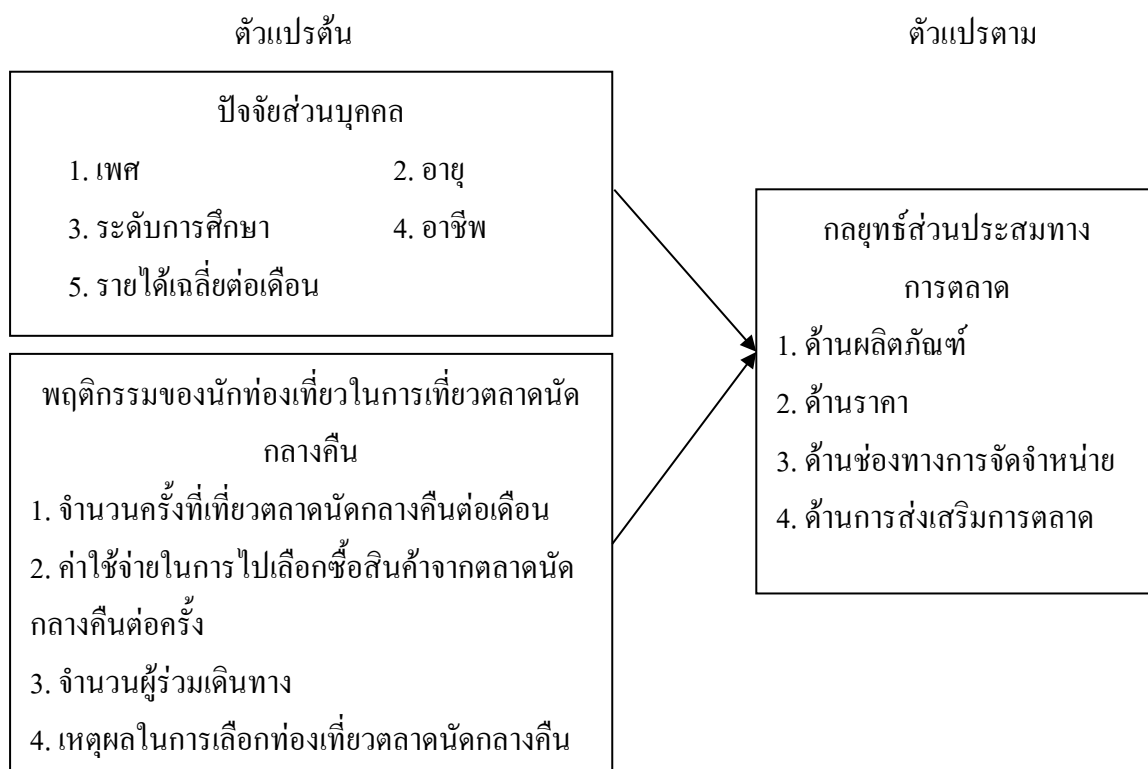 ตัวแปรต้น
ตัวแปรตาม
ปัจจัยส่วนบุคคล
1. เพศ 2. อายุ
3. ระดับการศึกษา 4. อาชีพ
5. รายได้เฉลี่ยต่อเดือน
พฤติกรรมของนักท่องเที่ยวในการเที่ยวตลาดนัด
กลางคืน
1. จำนวนครั้งที่เที่ยวตลาดนัดกลางคืนต่อเดือน
2. ค่าใช้จ่ายในการไปเลือกซื้อสินค้าจากตลาดนัด
กลางคืนต่อครั้ง
3. จำนวนผู้ร่วมเดินทาง
4. เหตุผลในการเลือกท่องเที่ยวตลาดนัดกลางคืน
กลยุทธ์ส่วนประสมทาง
การตลาด
1. ด้านผลิตภัณฑ์
2. ด้านราคา
3. ด้านช่องทางการจัดจำหน่าย
4. ด้านการส่งเสริมการตลาด